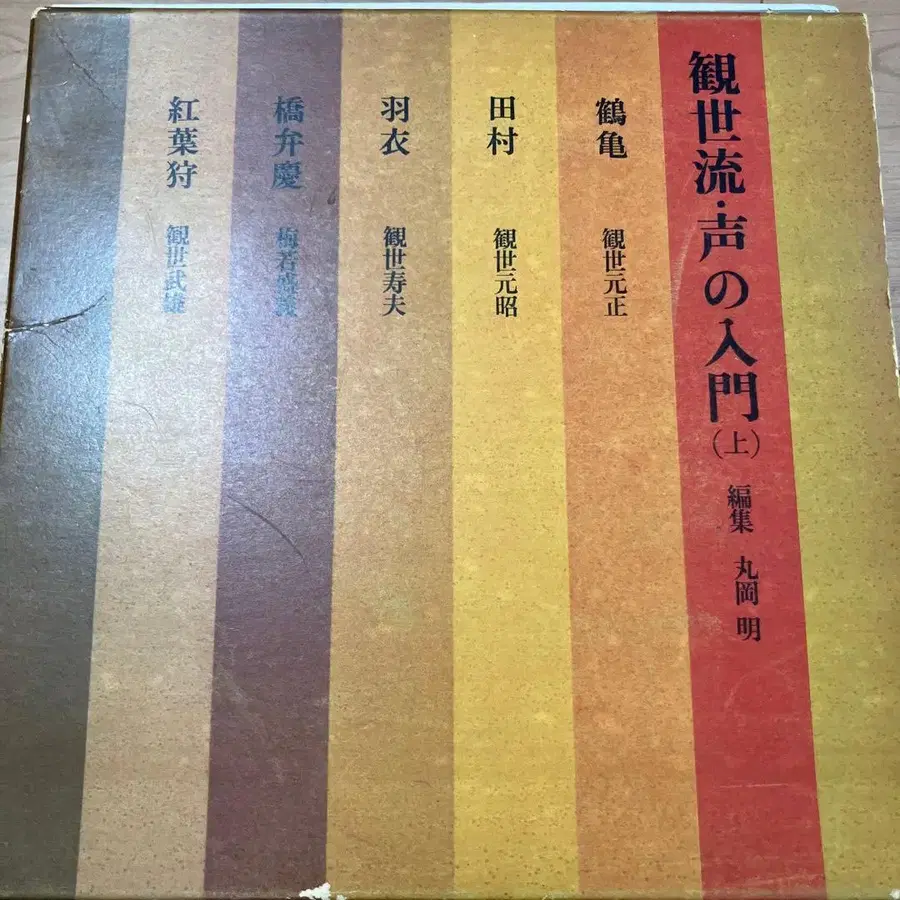 観世流・声の入門(上)
編集 丸岡 明
鶴亀 観世元正
田村 観世元昭
羽衣 観世寿夫
橋弁慶 梅若
紅葉狩 観世武雄